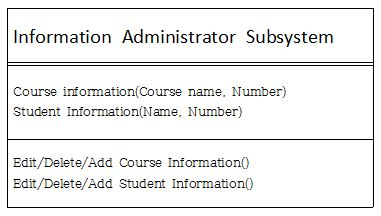 Information Administrator Subsystem
Course information(Course name, Number)
Student Information(Name, Number)
Edit/Delete/Add Course Information()
Edit/Delete/Add Student Information()